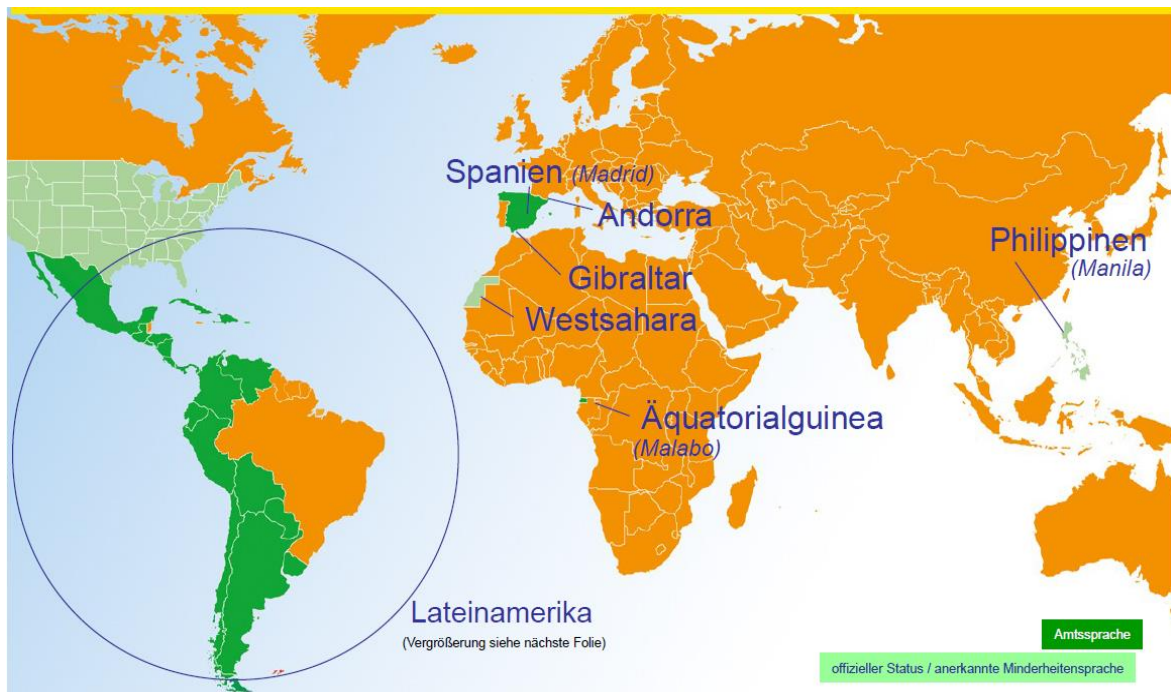 Spanien (Madrid)
Andorra
Philippinen
(Manila)
Gibraltar
Westsahara
Äquatorialguinea
(Malabo)
Lateinamerika
(Vergrößerung siehe nächste Folie)
Amtssprache
offizieller Status / anerkannte Minderheitensprache